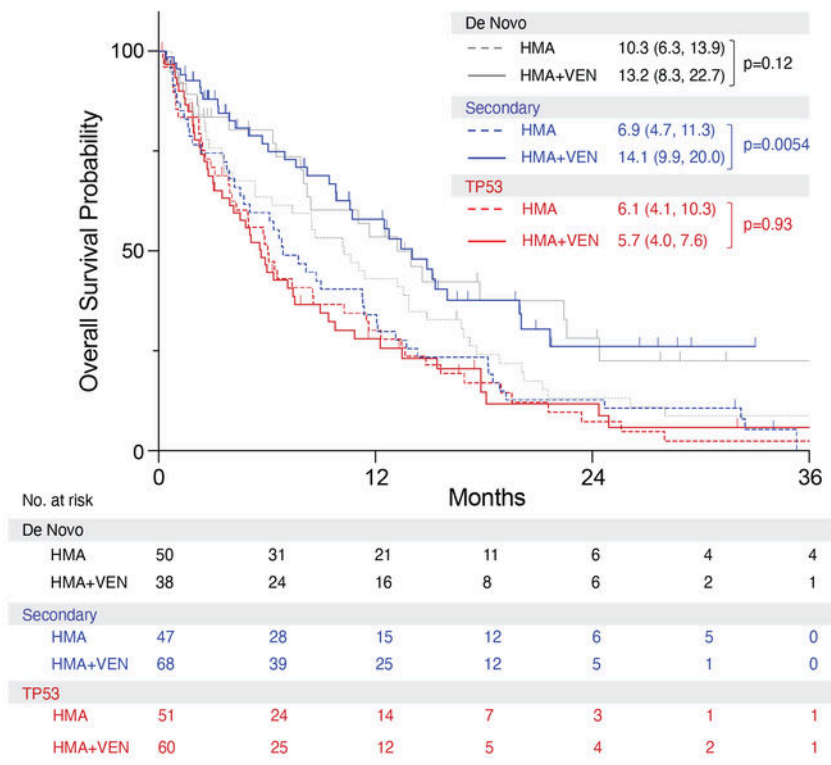 De Novo
HMA 10.3 (6.3, 13.9)
HMA+VEN 13.2 (8.3, 22.7)
p=0.12
Secondary
HMA 6.9 (4.7, 11.3)
HMA+VEN 14.1 (9.9, 20.0)
p=0.0054
TP53
HMA 6.1 (4.1, 10.3)
HMA+VEN 5.7 (4.0, 7.6)
p=0.93
Overall Survival Probability
100
50
0
0 12 24 36
Months
No. at risk
De Novo
HMA 50 31 21 11 6 4 4
HMA+VEN 38 24 16 8 6 2 1
Secondary
HMA 47 28 15 12 6 5 0
HMA+VEN 68 39 25 12 5 1 0
TP53
HMA 51 24 14 7 3 1 1
HMA+VEN 60 25 12 5 4 2 1